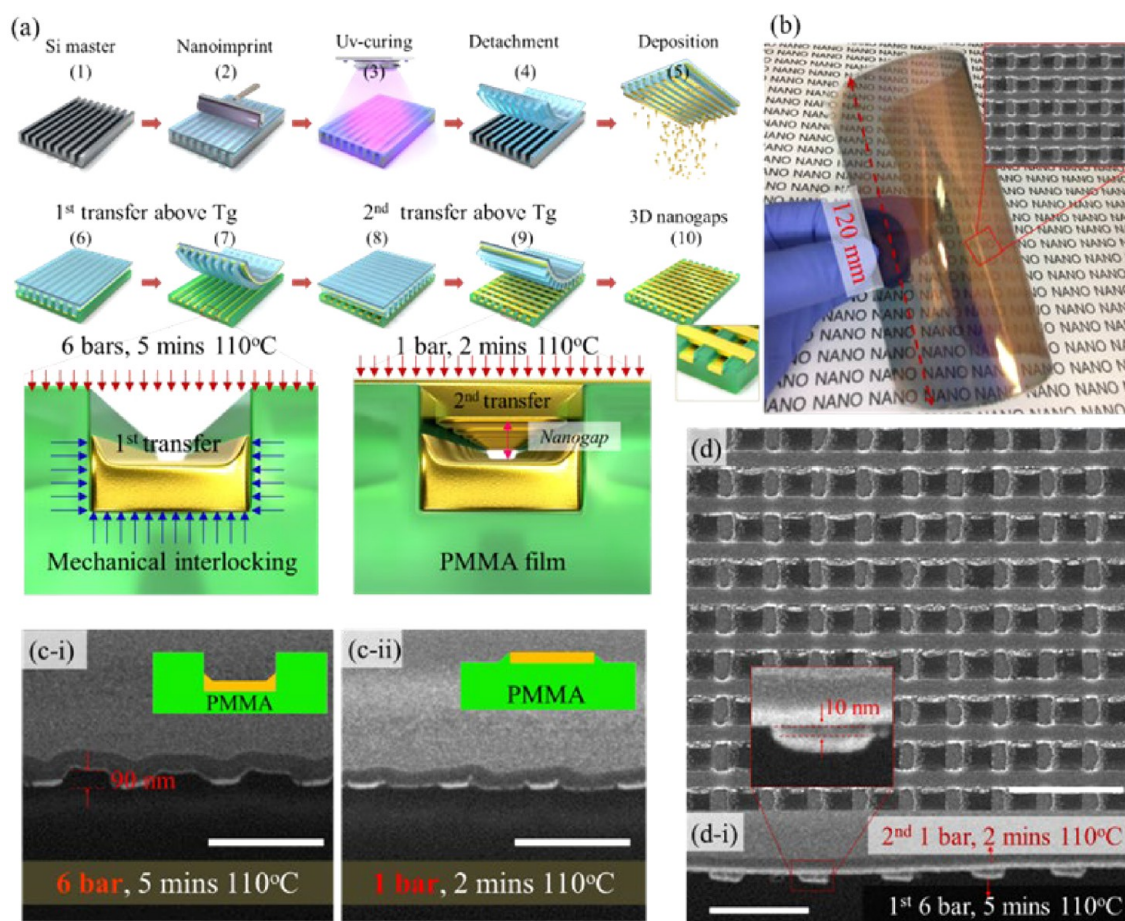 (a)
Si master
(1)
Nanoimprint
(2)
Uv-curing
(3)
Detachment
(4)
Deposition
(5)
1st transfer above Tg
(6)
(7)
2nd transfer above Tg
(8)
(9)
3D nanogaps
(10)
6 bars, 5 mins 110°C
1st transfer
Mechanical interlocking
1 bar, 2 mins 110°C
2nd transfer
Nanogap
PMMA film
(b)
NANO NANO NANO NANO
120 mm
(c-i)
PMMA
90 nm
6 bar, 5 mins 110°C
(c-ii)
PMMA
1 bar, 2 mins 110°C
(d)
10 nm
(d-i)
2nd 1 bar, 2 mins 110°C
1st 6 bar, 5 mins 110°C